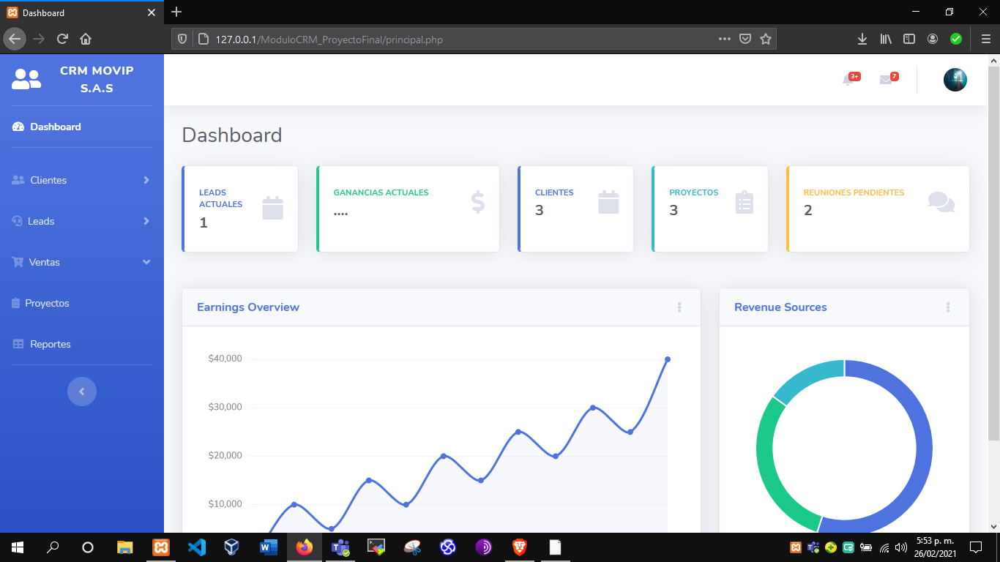 Dashboard
127.0.0.1/ModuloCRM_ProyectoFinal/principal.php
CRM MOVIP
S.A.S
3+
7
Dashboard
Clientes
Leads
Ventas
Proyectos
Reportes
Dashboard
LEADS
ACTUALES
1
GANANCIAS ACTUALES
....
CLIENTES
3
PROYECTOS
3
REUNIONES PENDIENTES
2
Earnings Overview
$40,000
$30,000
$20,000
$10,000
Revenue Sources
5:53 p. m.
26/02/2021